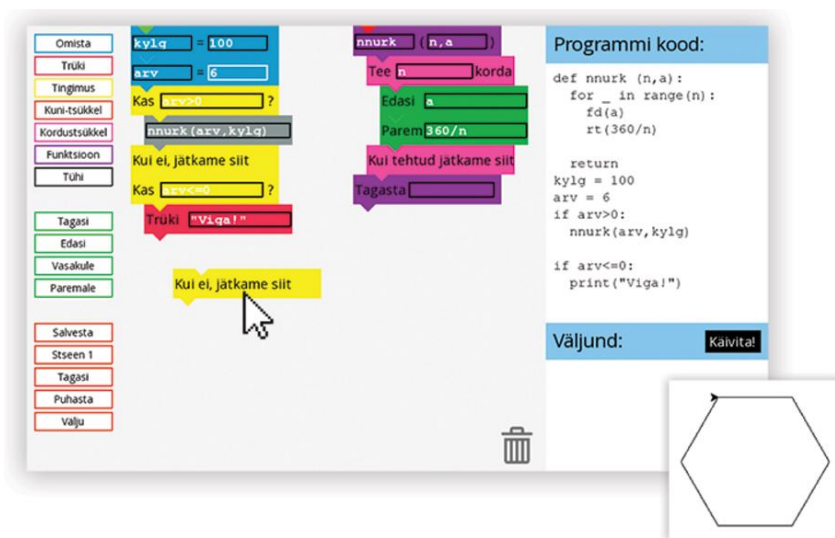 Omista
Trüki
Tingimus
Kuni-tsükkel
Kordustsükkel
Funktsioon
Tühi
Tagasi
Edasi
Vasakule
Paremale
Salvesta
Stseen 1
Tagasi
Puhasta
Valju
kylg = 100
arv = 6
Kas arv>0 ?
nnurk(arv,kylg)
Kui ei, jätkame siit
Kas arv<=0 ?
Trüki "Viga!"
Kui ei, jätkame siit
nnurk ( n,a )
Tee n korda
Edasi a
Parem 360/n
Kui tehtud jätkame siit
Tagasta
Programmi kood:
def nnurk (n,a):
for _ in range(n):
fd(a)
rt(360/n)
return
kylg = 100
arv = 6
if arv>0:
nnurk(arv,kylg)
if arv<=0:
print("Viga!")
Väljund:
Kaivita!